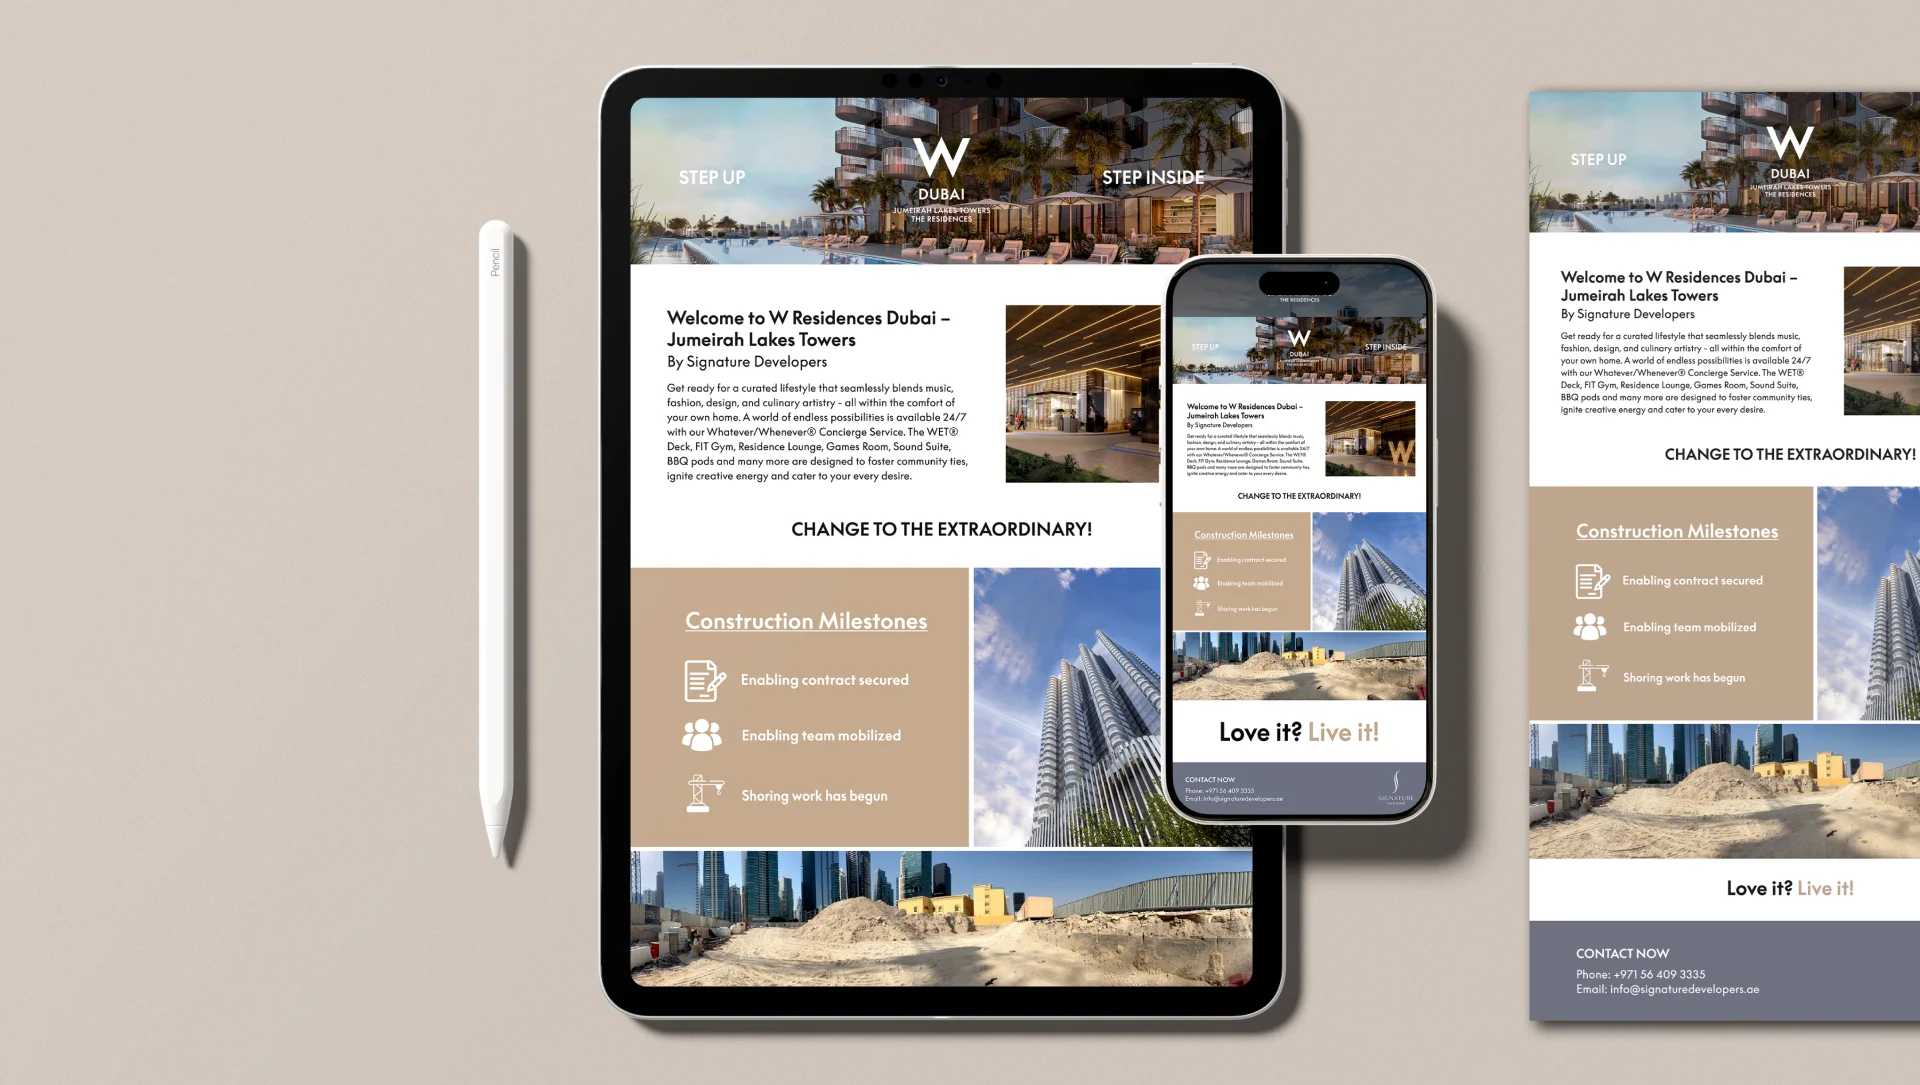 Pencil
STEP UP
W
DUBAI
JUMEIRAH LAKES TOWERS
THE RESIDENCES
STEP INSIDE
Welcome to W Residences Dubai –
Jumeirah Lakes Towers
By Signature Developers
Get ready for a curated lifestyle that seamlessly blends music,
fashion, design, and culinary artistry - all within the comfort of
your own home. A world of endless possibilities is available 24/7
with our Whatever/Whenever® Concierge Service. The WET®
Deck, FIT Gym, Residence Lounge, Games Room, Sound Suite,
BBQ pods and many more are designed to foster community ties,
ignite creative energy and cater to your every desire.
CHANGE TO THE EXTRAORDINARY!
Construction Milestones
Enabling contract secured
Enabling team mobilized
Shoring work has begun
THE RESIDENCES
STEP UP
W
DUBAI
STEP INSIDE
Welcome to W Residences Dubai –
Jumeirah Lakes Towers
By Signature Developers
Get ready for a curated lifestyle that seamlessly blends music,
fashion, design, and culinary artistry - all within the comfort of
your own home. A world of endless possibilities is available 24/7
with our Whatever/Whenever® Concierge Service. The WET®
Deck, FIT Gym, Residence Lounge, Games Room, Sound Suite,
BBQ pods and many more are designed to foster community ties,
ignite creative energy and cater to your every desire.
W
CHANGE TO THE EXTRAORDINARY!
Construction Milestones
Enabling contract secured
Enabling team mobilized
Shoring work has begun
Love it? Live it!
CONTACT NOW
Phone: +971 56 409 3335
Email: info@signaturedevelopers.ae
SIGNATURE
STEP UP
W
DUBAI
JUMEIRAH LAKES TOWERS
THE RESIDENCES
Welcome to W Residences Dubai –
Jumeirah Lakes Towers
By Signature Developers
Get ready for a curated lifestyle that seamlessly blends music,
fashion, design, and culinary artistry - all within the comfort of
your own home. A world of endless possibilities is available 24/7
with our Whatever/Whenever® Concierge Service. The WET®
Deck, FIT Gym, Residence Lounge, Games Room, Sound Suite,
BBQ pods and many more are designed to foster community ties,
ignite creative energy and cater to your every desire.
CHANGE TO THE EXTRAORDINARY!
Construction Milestones
Enabling contract secured
Enabling team mobilized
Shoring work has begun
Love it? Live it!
CONTACT NOW
Phone: +971 56 409 3335
Email: info@signaturedevelopers.ae